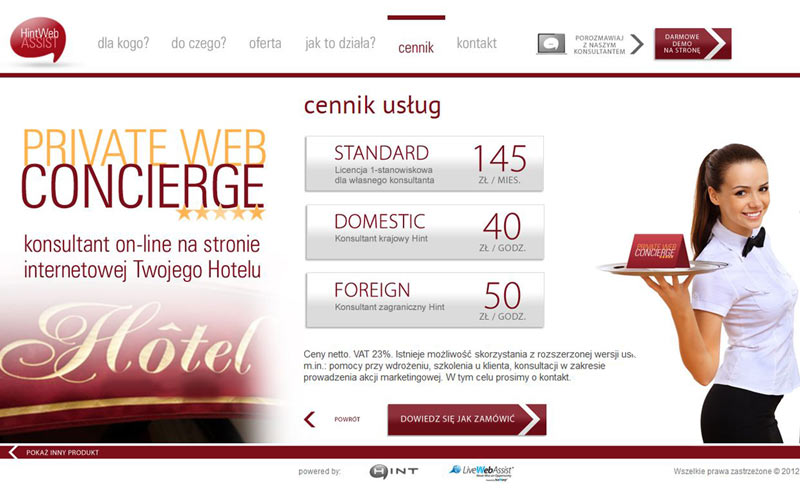 HintWeb
ASSIST
dla kogo?
do czego?
oferta
jak to działa?
cennik
kontakt
POROZMAWIAJ
Z NASZYM
KONSULTANTEM
DARMOWE
DEMO
NA STRONĘ
PRIVATE WEB
CONCIERGE
konsultant on-line na stronie
internetowej Twojego Hotelu
Hôtel
cennik usług
STANDARD
Licencja 1-stanowiskowa
dla własnego konsultanta
145
ZŁ / MIES.
DOMESTIC
Konsultant krajowy Hint
40
ZŁ / GODZ.
FOREIGN
Konsultant zagraniczny Hint
50
ZŁ / GODZ.
Ceny netto. VAT 23%. Istnieje możliwość skorzystania z rozszerzonej wersji
m.in.: pomocy przy wdrożeniu, szkolenia u klienta, konsultacji w zakresie
prowadzenia akcji marketingowej. W tym celu prosimy o kontakt.
POWRÓT
DOWIEDZ SIĘ JAK ZAMÓWIĆ
PRIVATE WEB
CONCIERGE
POKAŻ INNY PRODUKT
powered by:
HINT
LiveWebAssist
Wszelkie prawa zastrzeżone © 2012